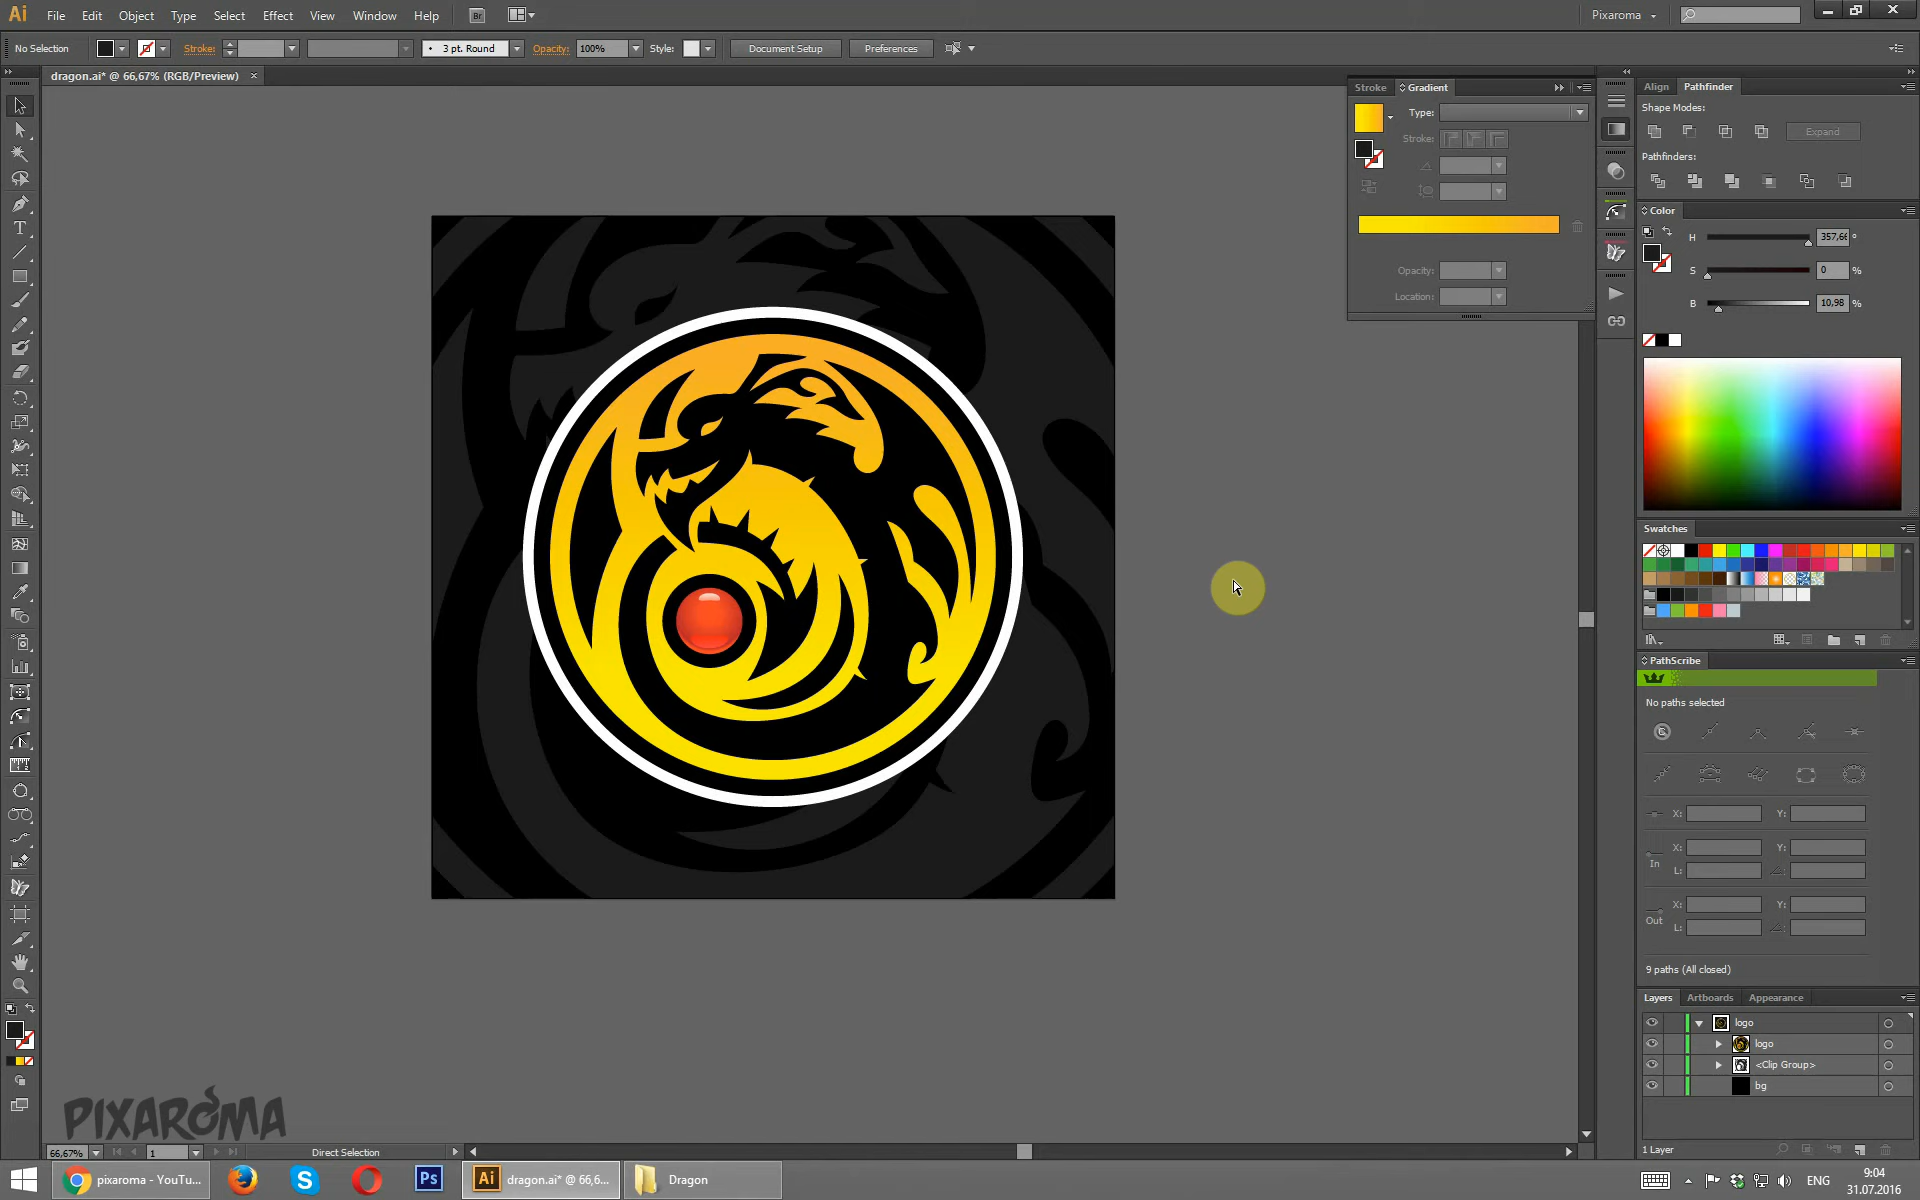 Ai File Edit Object Type Select Effect View Window Help Br Pixaroma
No Selection Stroke: 3 pt. Round Opacity: 100% Style: Document Setup Preferences
dragon.ai* @ 66,67% (RGB/Preview) ×
Stroke Gradient
Type:
Stroke:
Opacity:
Location:
Align Pathfinder
Shape Modes:
Expand
Pathfinders:
Color
H 357,66 °
S 0 %
B 10,98 %
Swatches
PathScribe
No paths selected
X: Y:
X: Y:
In
L:
X: Y:
Out
L:
9 paths (All closed)
Layers Artboards Appearance
logo
logo
<Clip Group>
bg
1 Layer
PIXAROMA
66,67% 1 Direct Selection
pixaroma - YouTu... Ps Ai dragon.ai* @ 66,6... Dragon ENG
9:04
31.07.2016